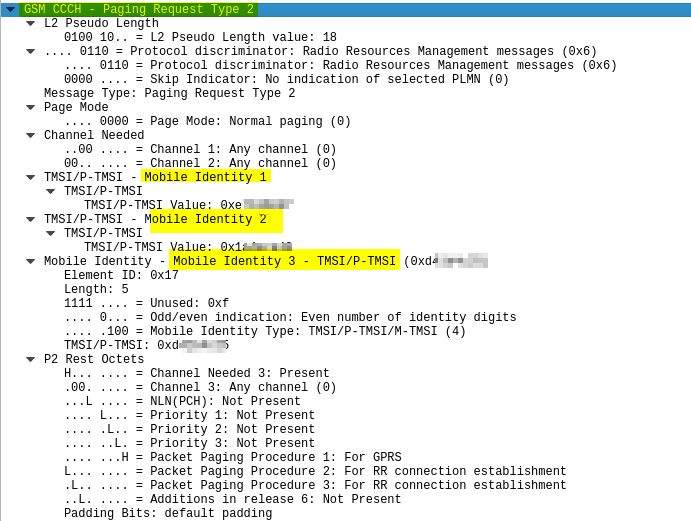 GSM CCCH - Paging Request Type 2
L2 Pseudo Length
0100 10.. = L2 Pseudo Length value: 18
.... 0110 = Protocol discriminator: Radio Resources Management messages (0x6)
.... 0110 = Protocol discriminator: Radio Resources Management messages (0x6)
0000 .... = Skip Indicator: No indication of selected PLMN (0)
Message Type: Paging Request Type 2
Page Mode
.... 0000 = Page Mode: Normal paging (0)
Channel Needed
..00 .... = Channel 1: Any channel (0)
00.. .... = Channel 2: Any channel (0)
TMSI/P-TMSI - Mobile Identity 1
TMSI/P-TMSI
TMSI/P-TMSI Value:
TMSI/P-TMSI - Mobile Identity 2
TMSI/P-TMSI
TMSI/P-TMSI Value:
Mobile Identity - Mobile Identity 3 - TMSI/P-TMSI
Element ID: 0x17
Length: 5
1111 .... = Unused: 0xf
.... 0... = Odd/even indication: Even number of identity digits
.... .100 = Mobile Identity Type: TMSI/P-TMSI/M-TMSI (4)
TMSI/P-TMSI:
P2 Rest Octets
H... .... = Channel Needed 3: Present
.00. .... = Channel 3: Any channel (0)
...L .... = NLN(PCH): Not Present
.... L... = Priority 1: Not Present
.... .L.. = Priority 2: Not Present
.... ..L. = Priority 3: Not Present
.... ...H = Packet Paging Procedure 1: For GPRS
L... .... = Packet Paging Procedure 2: For RR connection establishment
.L.. .... = Packet Paging Procedure 3: For RR connection establishment
..L. .... = Additions in release 6: Not Present
Padding Bits: default padding